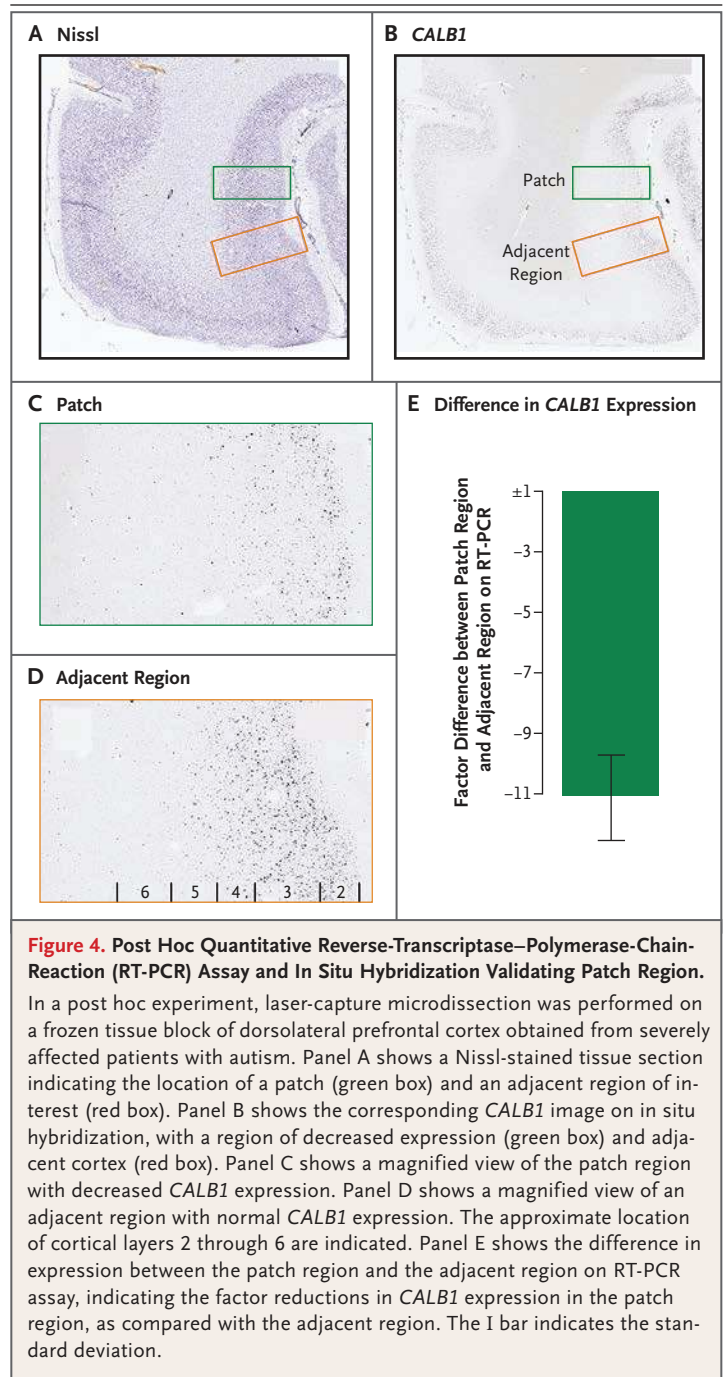 A Nissl
B CALB1
Patch
Adjacent
Region
C Patch
D Adjacent Region
6 5 4 3 2
E Difference in CALB1 Expression
Factor Difference between Patch Region
and Adjacent Region on RT-PCR
±1
−3
−5
−7
−9
−11
Figure 4. Post Hoc Quantitative Reverse-Transcriptase–Polymerase-Chain-
Reaction (RT-PCR) Assay and In Situ Hybridization Validating Patch Region.
In a post hoc experiment, laser-capture microdissection was performed on
a frozen tissue block of dorsolateral prefrontal cortex obtained from severely
affected patients with autism. Panel A shows a Nissl-stained tissue section
indicating the location of a patch (green box) and an adjacent region of in-
terest (red box). Panel B shows the corresponding CALB1 image on in situ
hybridization, with a region of decreased expression (green box) and adja-
cent cortex (red box). Panel C shows a magnified view of the patch region
with decreased CALB1 expression. Panel D shows a magnified view of an
adjacent region with normal CALB1 expression. The approximate location
of cortical layers 2 through 6 are indicated. Panel E shows the difference in
expression between the patch region and the adjacent region on RT-PCR
assay, indicating the factor reductions in CALB1 expression in the patch
region, as compared with the adjacent region. The I bar indicates the stan-
dard deviation.